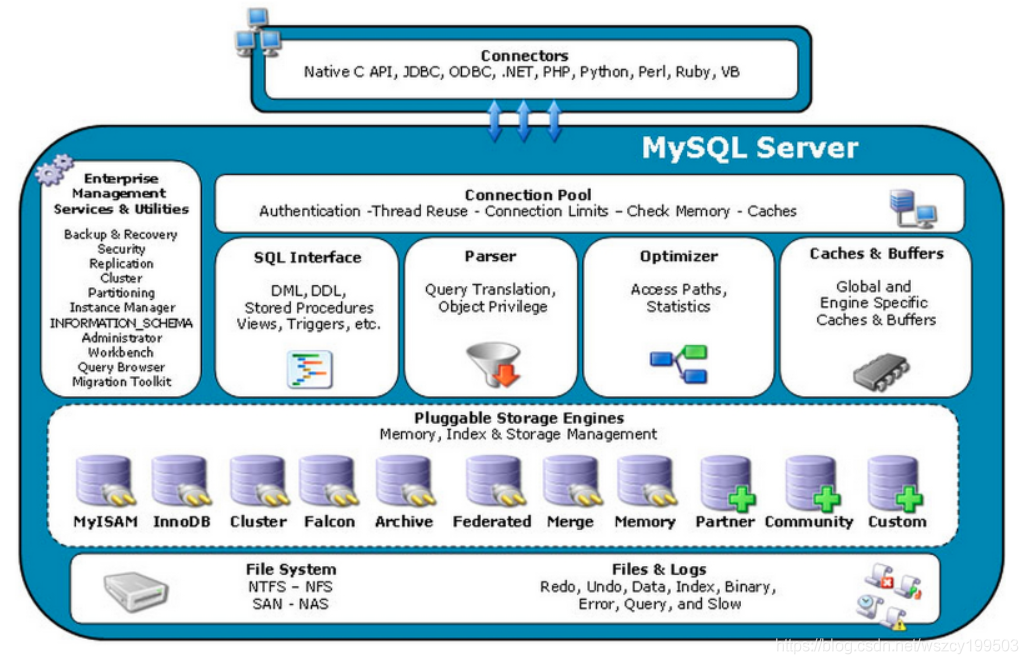 Connectors
Native C API, JDBC, ODBC, .NET, PHP, Python, Perl, Ruby, VB
MySQL Server
Enterprise
Management
Services & Utilities
Backup & Recovery
Security
Replication
Cluster
Partitioning
Instance Manager
INFORMATION_SCHEMA
Administrator
Workbench
Query Browser
Migration Toolkit
Connection Pool
Authentication -Thread Reuse - Connection Limits – Check Memory - Caches
SQL Interface
DML, DDL,
Stored Procedures
Views, Triggers, etc.
Parser
Query Translation,
Object Privilege
Optimizer
Access Paths,
Statistics
Caches & Buffers
Global and
Engine Specific
Caches & Buffers
Pluggable Storage Engines
Memory, Index & Storage Management
MyISAM
InnoDB
Cluster
Falcon
Archive
Federated
Merge
Memory
Partner
Community
Custom
File System
NTFS – NFS
SAN - NAS
Files & Logs
Redo, Undo, Data, Index, Binary,
Error, Query, and Slow
https://blog.csdn.net/wszcy199503